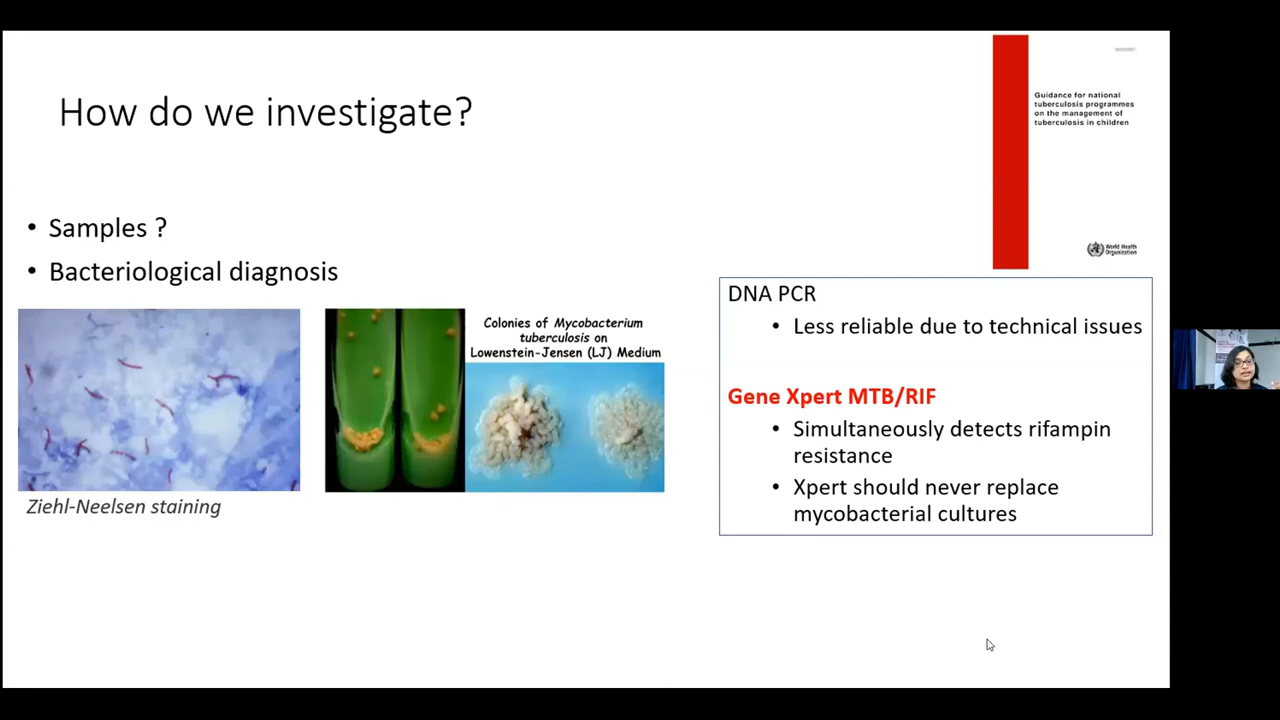 How do we investigate?
• Samples ?
• Bacteriological diagnosis
Ziehl-Neelsen staining
Colonies of Mycobacterium
tuberculosis on
Lowenstein-Jensen (LJ) Medium
Guidance for national
tuberculosis programmes
on the management of
tuberculosis in children
World Health
Organization
DNA PCR
• Less reliable due to technical issues
Gene Xpert MTB/RIF
• Simultaneously detects rifampin
resistance
• Xpert should never replace
mycobacterial cultures